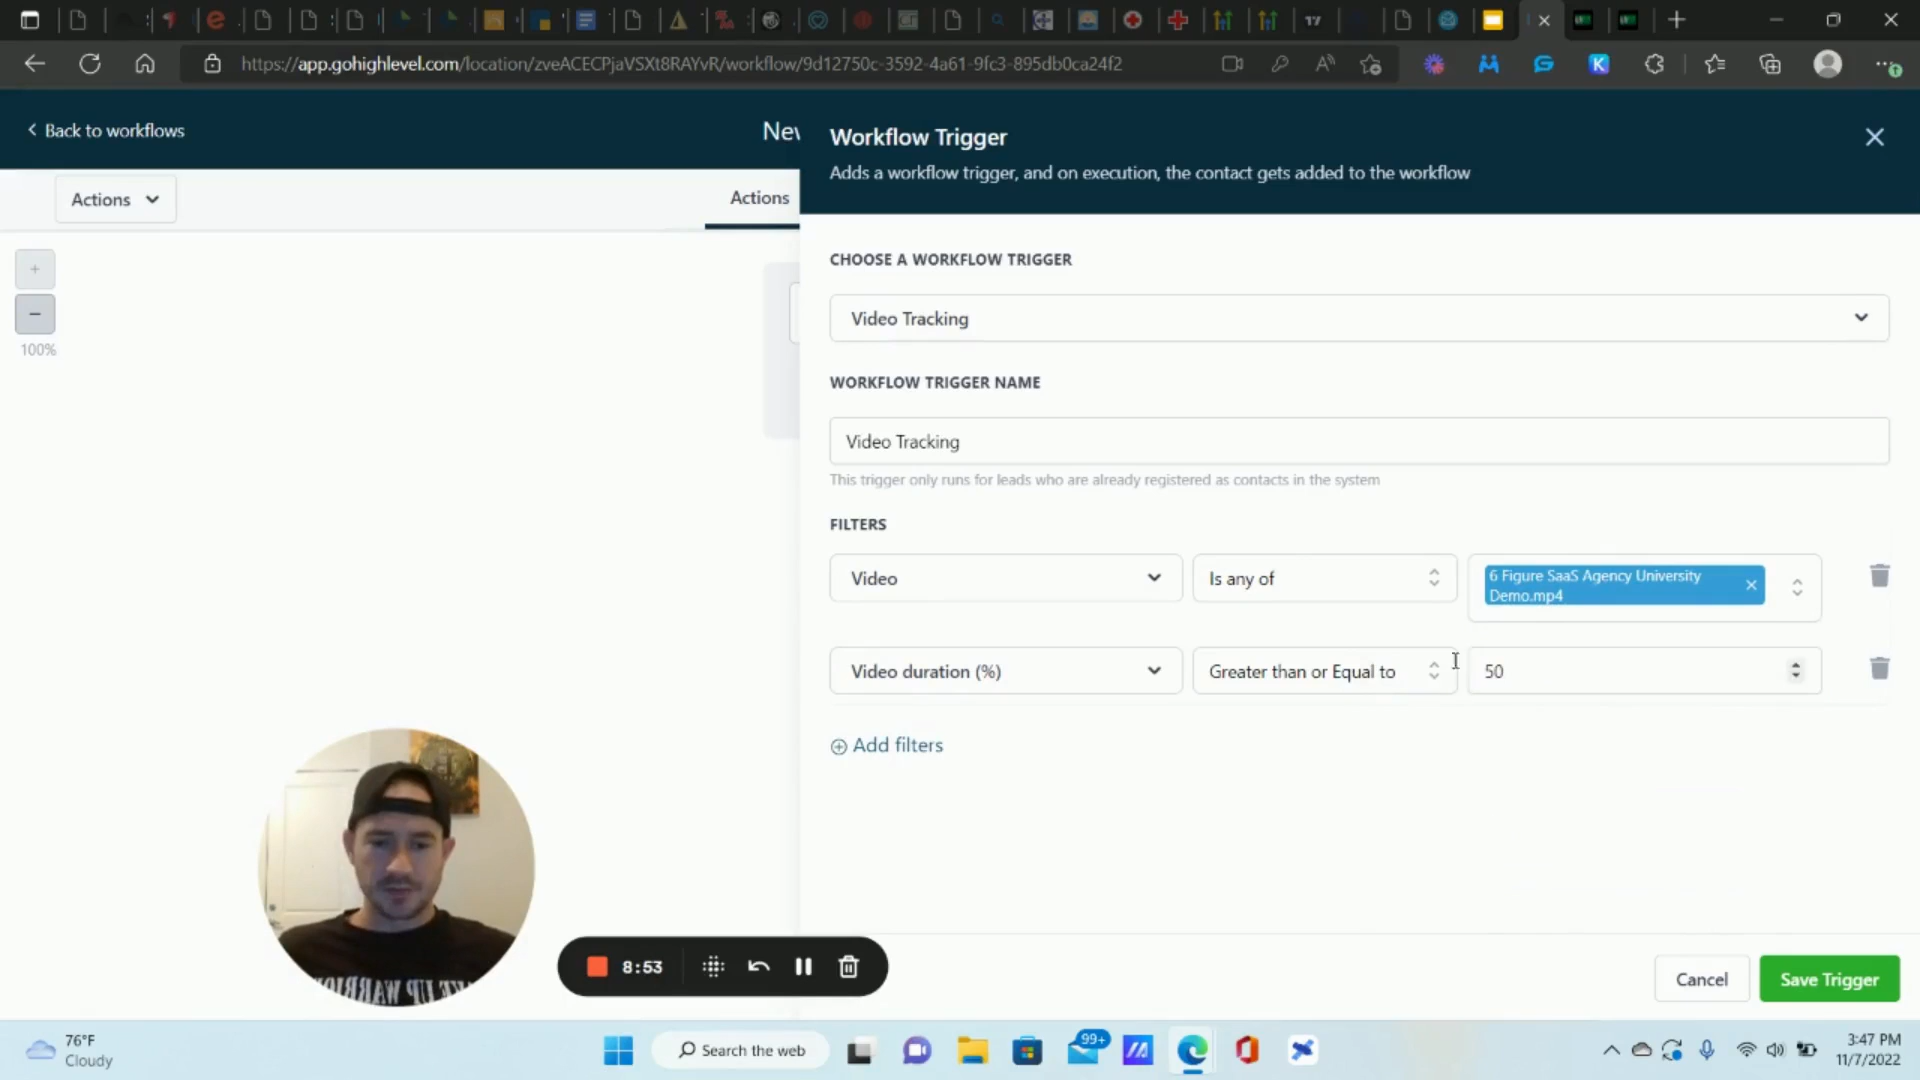 https://app.gohighlevel.com/location/zveACECPjaVSXt8RAYvR/workflow/9d12750c-3592-4a61-9fc3-895db0ca24f2
Back to workflows
New
Workflow Trigger
Adds a workflow trigger, and on execution, the contact gets added to the workflow
Actions
Actions
100%
CHOOSE A WORKFLOW TRIGGER
Video Tracking
WORKFLOW TRIGGER NAME
Video Tracking
This trigger only runs for leads who are already registered as contacts in the system
FILTERS
Video
Is any of
6 Figure SaaS Agency University
Demo.mp4
Video duration (%)
Greater than or Equal to
50
Add filters
8:53
Cancel
Save Trigger
76°F
Cloudy
Search the web
99+
3:47 PM
11/7/2022